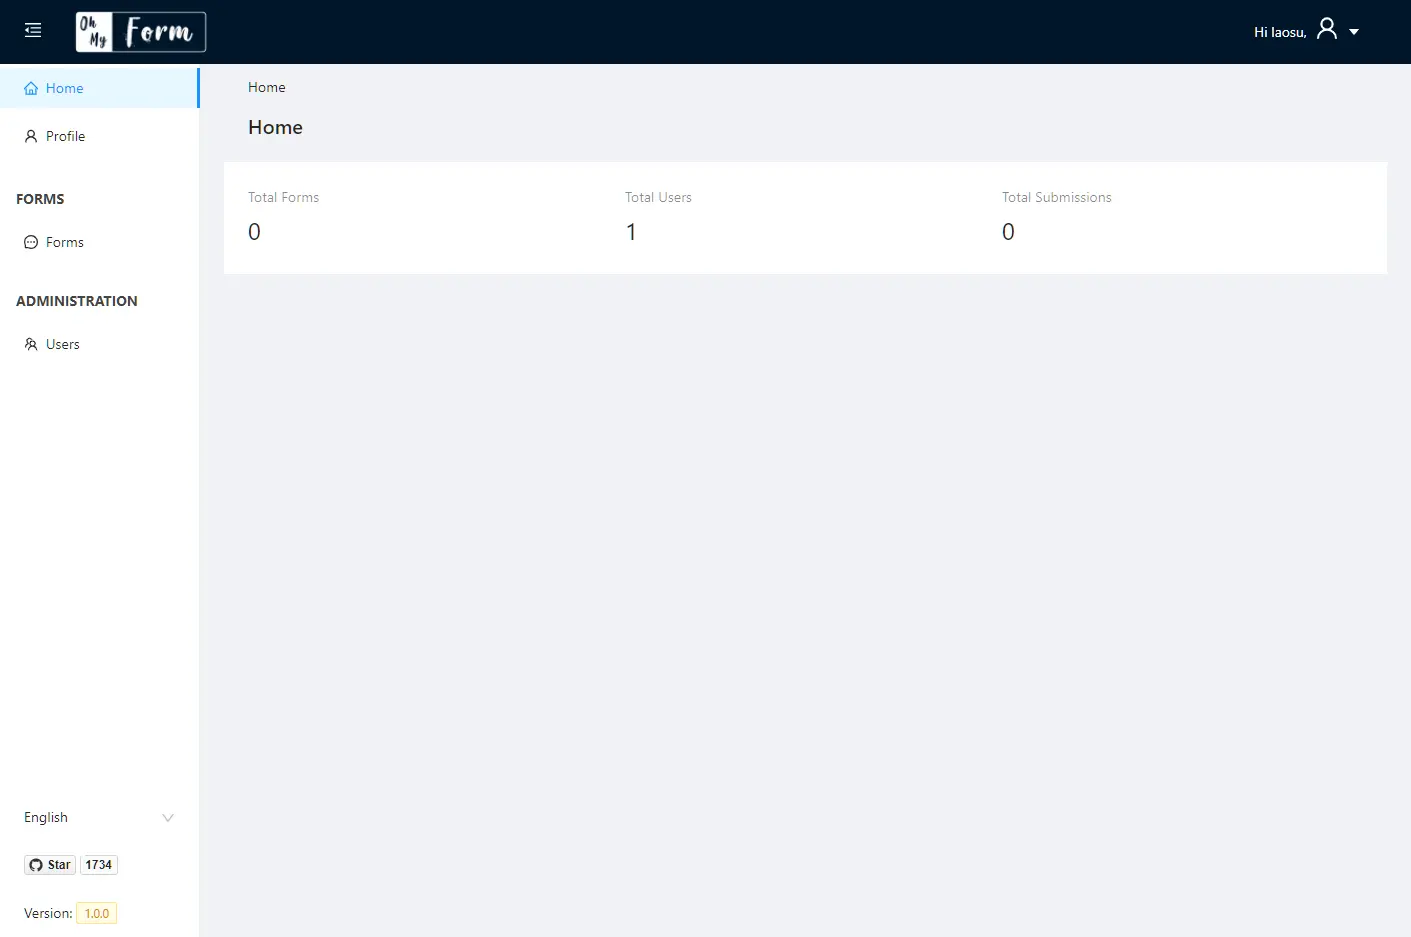 Oh My Form
Hi laosu,
Home
Profile
FORMS
Forms
ADMINISTRATION
Users
English
Star 1734
Version: 1.0.0
Home
Home
Total Forms
0
Total Users
1
Total Submissions
0